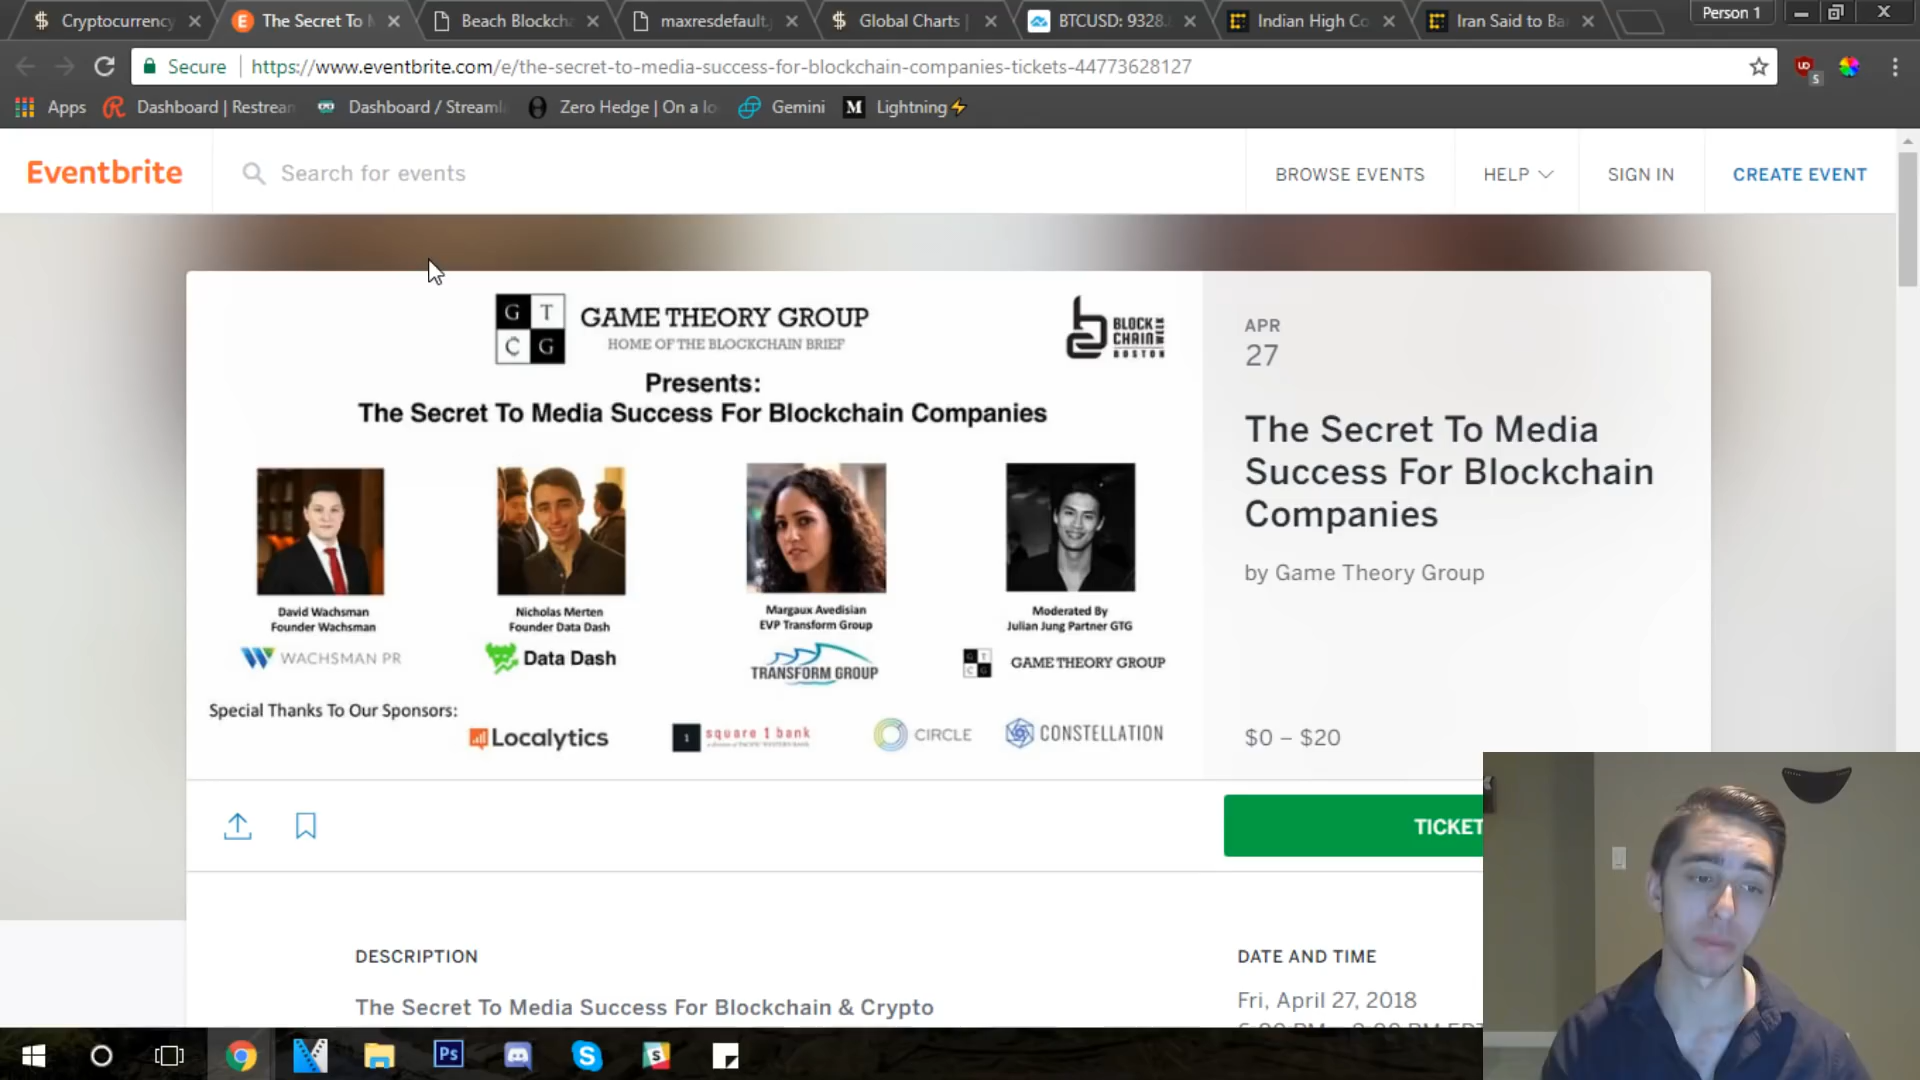 Cryptocurrency
The Secret To M
Beach Blockcha
maxresdefault.
Global Charts |
BTCUSD: 9328.
Indian High Co
Iran Said to Ba
Person 1
Secure
https://www.eventbrite.com/e/the-secret-to-media-success-for-blockchain-companies-tickets-44773628127
Apps
Dashboard | Restrean
Dashboard / Streamla
Zero Hedge | On a lo
Gemini
M
Lightning⚡
Eventbrite
Search for events
BROWSE EVENTS
HELP
SIGN IN
CREATE EVENT
G T
C G
GAME THEORY GROUP
HOME OF THE BLOCKCHAIN BRIEF
BLOCK
CHAIN
WEEK
BOSTON
Presents:
The Secret To Media Success For Blockchain Companies
David Wachsman
Founder Wachsman
WACHSMAN PR
Nicholas Merten
Founder Data Dash
Data Dash
Margaux Avedisian
EVP Transform Group
TRANSFORM GROUP
Moderated By
Julian Jung Partner GTG
GAME THEORY GROUP
Special Thanks To Our Sponsors:
Localytics
1
square 1 bank
CIRCLE
CONSTELLATION
APR
27
The Secret To Media
Success For Blockchain
Companies
by Game Theory Group
$0 – $20
TICKET
DESCRIPTION
The Secret To Media Success For Blockchain & Crypto
DATE AND TIME
Fri, April 27, 2018
Ps